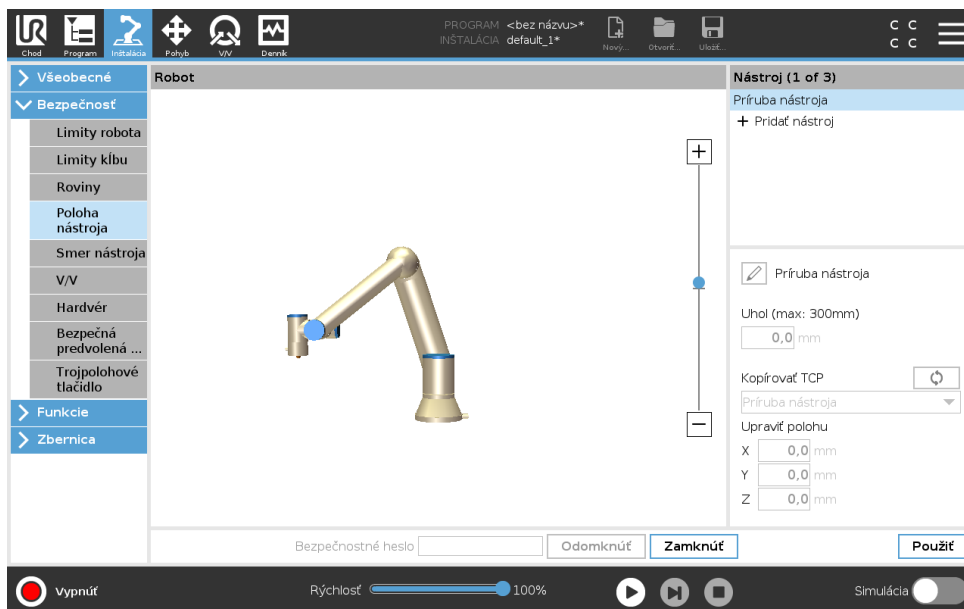 UR
Chod
Program
Inštalácia
Pohyb
V/V
Denník
PROGRAM <bez názvu>*
INŠTALÁCIA default_1*
Nový...
Otvoriť...
Uložiť...
C C
C C
Všeobecné
Bezpečnosť
Limity robota
Limity kĺbu
Roviny
Poloha
nástroja
Smer nástroja
V/V
Hardvér
Bezpečná
predvolená ...
Trojpolohové
tlačidlo
Funkcie
Zbernica
Robot
Nástroj (1 of 3)
Príruba nástroja
+ Pridať nástroj
Príruba nástroja
Uhol (max: 300mm)
0,0 mm
Kopírovať TCP
Príruba nástroja
Upraviť polohu
X 0,0 mm
Y 0,0 mm
Z 0,0 mm
Bezpečnostné heslo
Odomknúť
Zamknúť
Použiť
Vypnúť
Rýchlosť
100%
Simulácia